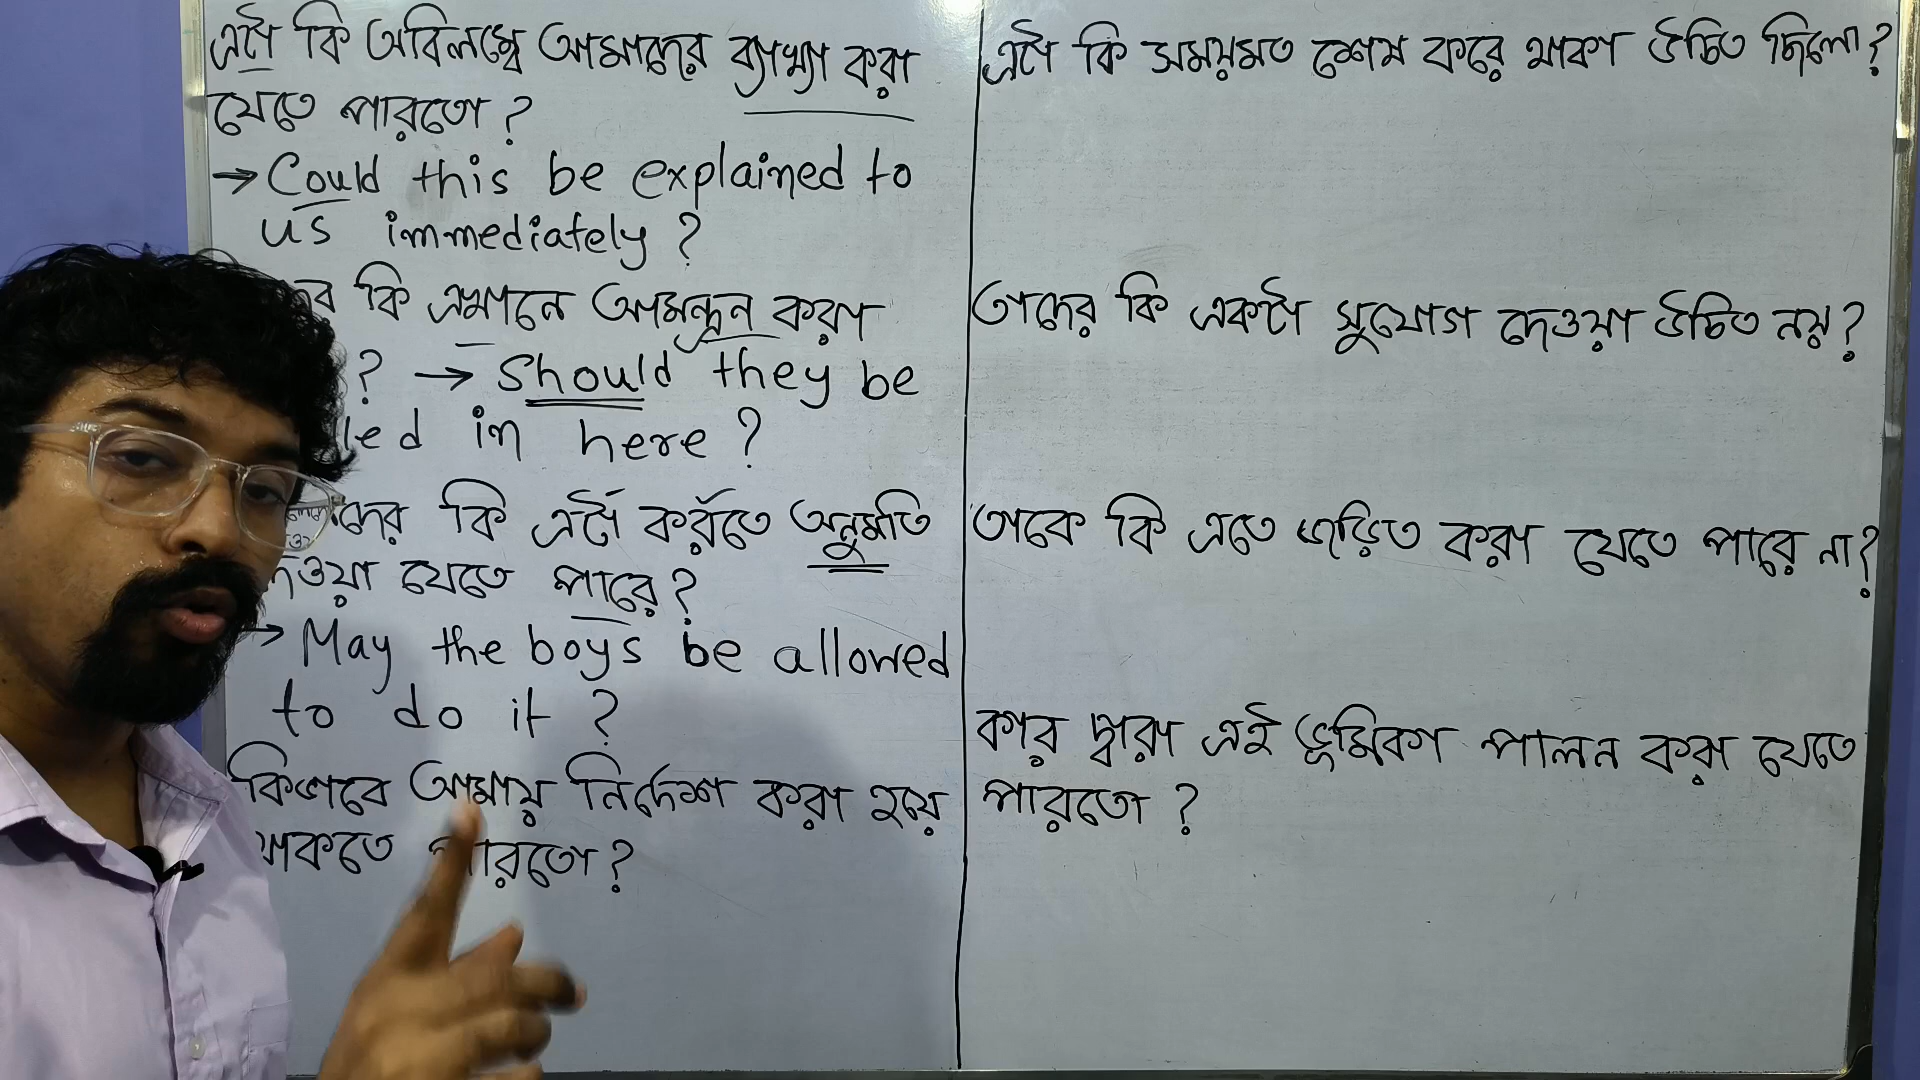 এটা কি অবিলম্বে আমাদের ব্যাখ্যা করা
যেতে পারতো?
→ Could this be explained to
us immediately?
কি এখানে আমন্ত্রন করা
? → Should they be
led in here?
দের কি এটা করতে অনুমতি
দেওয়া যেতে পারে?
→ May the boys be allowed
to do it?
কিভাবে আমায় নির্দেশ করা হয়ে
থাকতে পারতো?
এটা কি সময়মত শেষ করে থাকা উচিত ছিলো?
তাদের কি একটা সুযোগ দেওয়া উচিত নয়?
তাকে কি এতে জড়িত করা যেতে পারে না?
কার দ্বারা এই ভূমিকা পালন করা যেতে
পারতো?